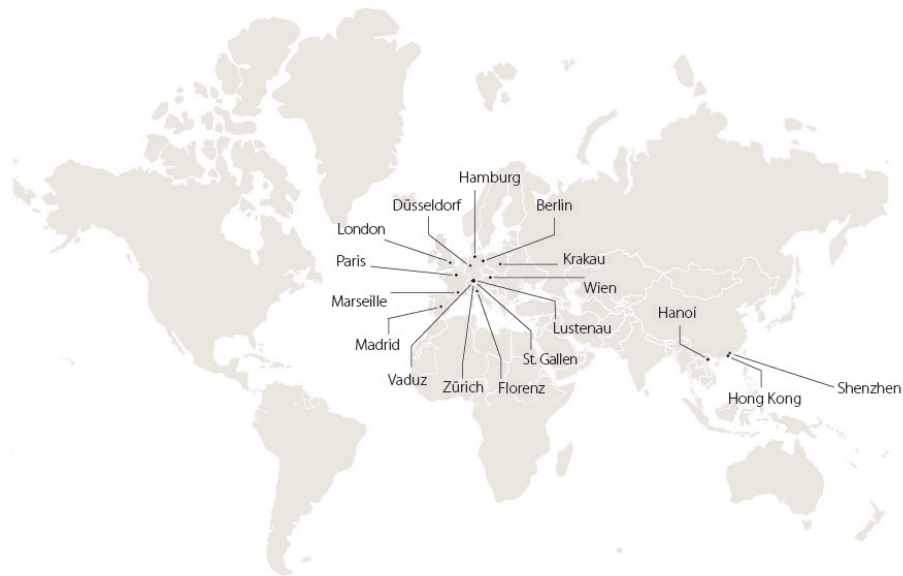 Hamburg
Düsseldorf
Berlin
London
Paris
Krakau
Wien
Marseille
Hanoi
Lustenau
Madrid
St. Gallen
Vaduz
Zürich
Florenz
Shenzhen
Hong Kong